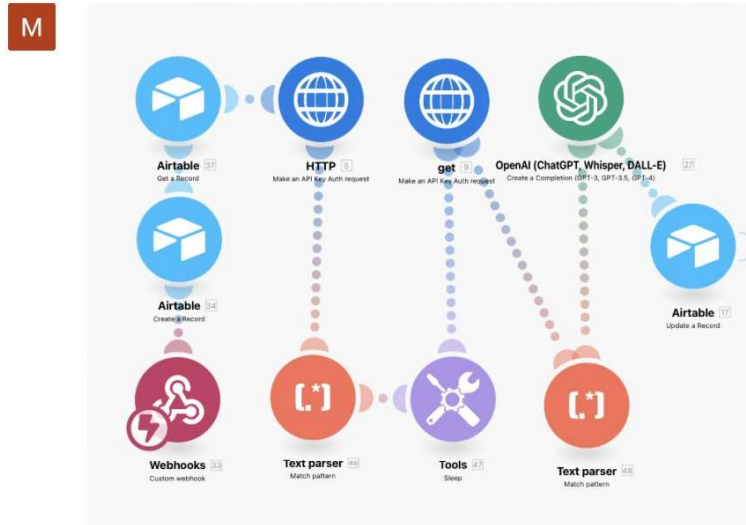 M
Airtable 37
Get a Record
HTTP 5
Make an API Key Auth request
get 9
Make an API Key Auth request
OpenAI (ChatGPT, Whisper, DALL-E) 27
Create a Completion (GPT-3, GPT-3.5, GPT-4)
Airtable 34
Create a Record
Airtable 17
Update a Record
(.*)
(.*)
Webhooks 33
Custom webhook
Text parser 46
Match pattern
Tools 47
Sleep
Text parser 48
Match pattern